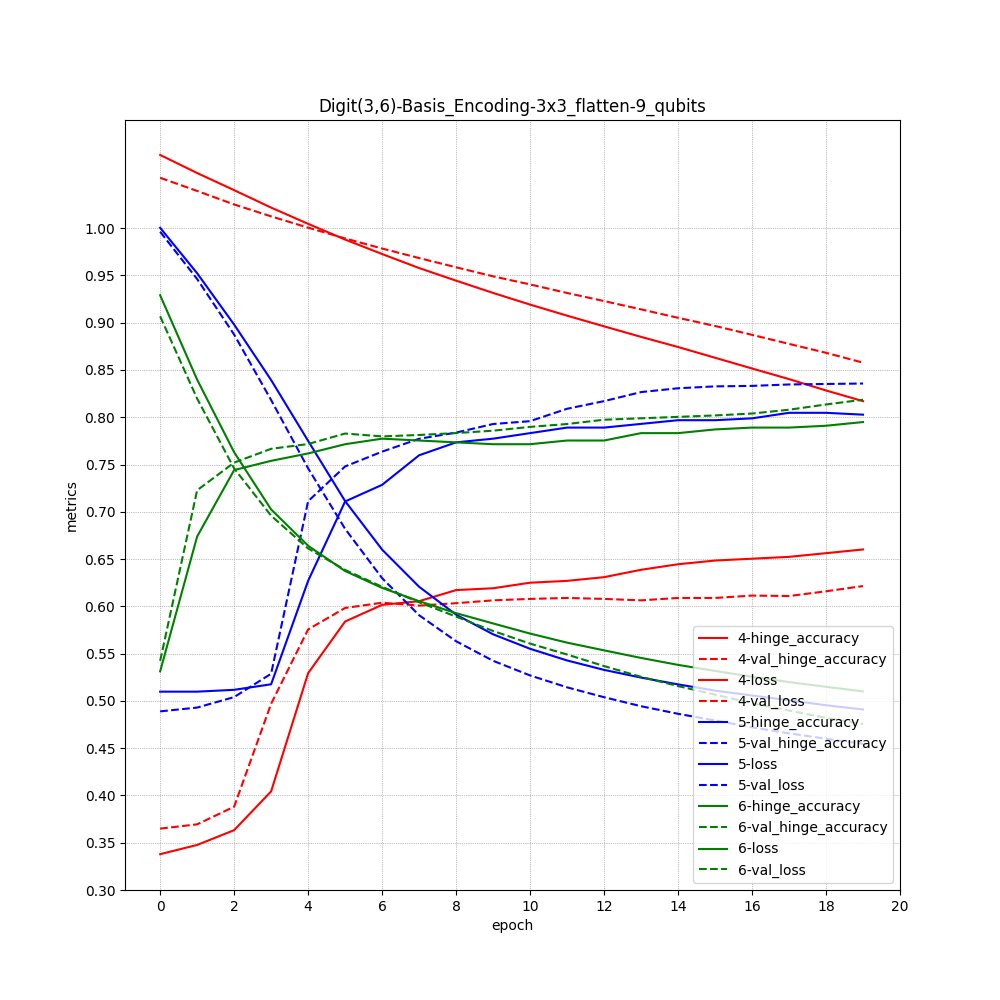 Digit(3,6)-Basis_Encoding-3x3_flatten-9_qubits
metrics
1.00
0.95
0.90
0.85
0.80
0.75
0.70
0.65
0.60
0.55
0.50
0.45
0.40
0.35
0.30
4-hinge_accuracy
4-val_hinge_accuracy
4-loss
4-val_loss
5-hinge_accuracy
5-val_hinge_accuracy
5-loss
5-val_loss
6-hinge_accuracy
6-val_hinge_accuracy
6-loss
6-val_loss
0 2 4 6 8 10 12 14 16 18 20
epoch